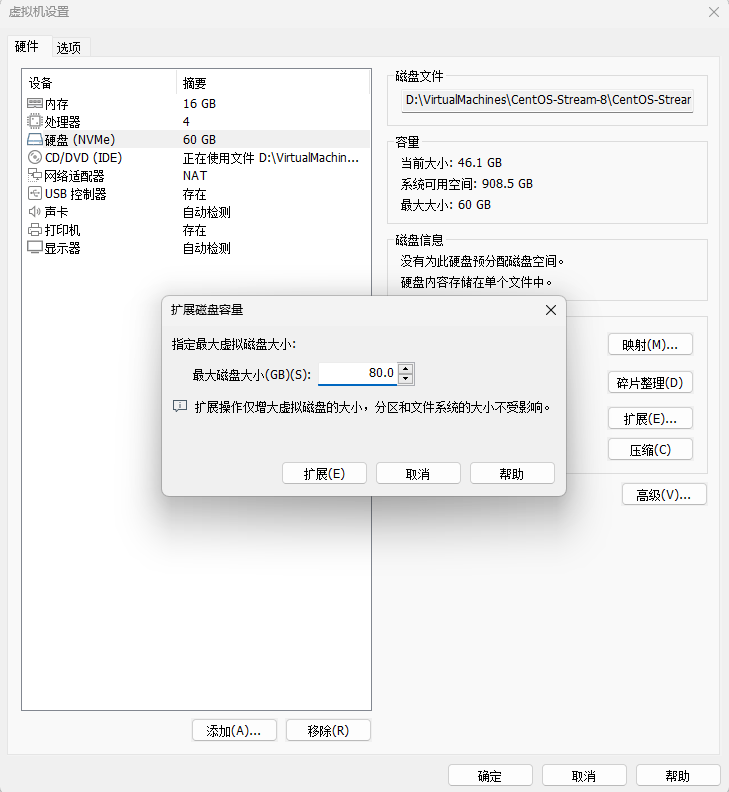 虚拟机设置
硬件 选项
设备 摘要
内存 16 GB
处理器 4
硬盘 (NVMe) 60 GB
CD/DVD (IDE) 正在使用文件 D:\VirtualMachin...
网络适配器 NAT
USB 控制器 存在
声卡 自动检测
打印机 存在
显示器 自动检测
添加(A)... 移除(R)
磁盘文件
D:\VirtualMachines\CentOS-Stream-8\CentOS-Strear
容量
当前大小: 46.1 GB
系统可用空间: 908.5 GB
最大大小: 60 GB
磁盘信息
没有为此硬盘预分配磁盘空间。
硬盘内容存储在单个文件中。
映射(M)...
碎片整理(D)
扩展(E)...
压缩(C)
高级(V)...
扩展磁盘容量
指定最大虚拟磁盘大小:
最大磁盘大小(GB)(S): 80.0
扩展操作仅增大虚拟磁盘的大小，分区和文件系统的大小不受影响。
扩展(E) 取消 帮助
确定 取消 帮助